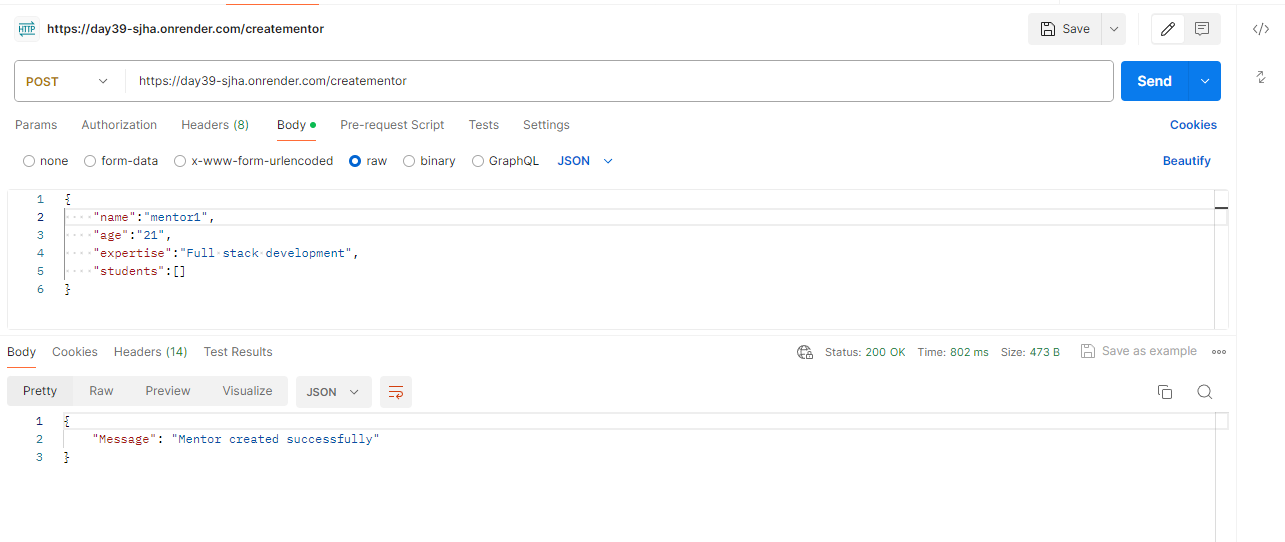 HTTP https://day39-sjha.onrender.com/creatementor Save
POST https://day39-sjha.onrender.com/creatementor Send
Params Authorization Headers (8) Body Pre-request Script Tests Settings Cookies
none form-data x-www-form-urlencoded raw binary GraphQL JSON Beautify
1 {
2 "name":"mentor1",
3 "age":"21",
4 "expertise":"Full stack development",
5 "students":[]
6 }
Body Cookies Headers (14) Test Results Status: 200 OK Time: 802 ms Size: 473 B Save as example
Pretty Raw Preview Visualize JSON
1 {
2 "Message": "Mentor created successfully"
3 }